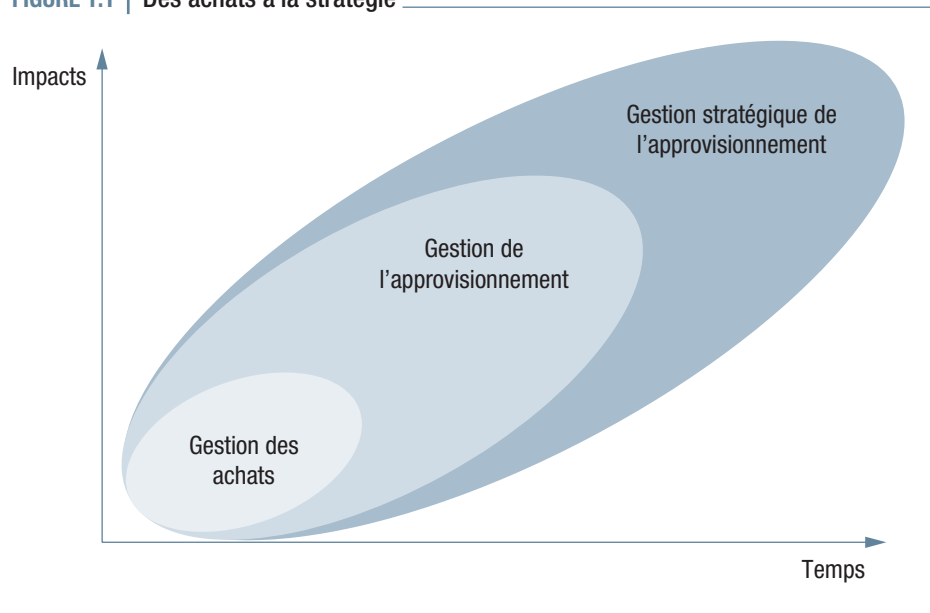 FIGURE 1.1 | Des achats à la stratégie
Impacts
Gestion stratégique de
l'approvisionnement
Gestion de
l'approvisionnement
Gestion des
achats
Temps